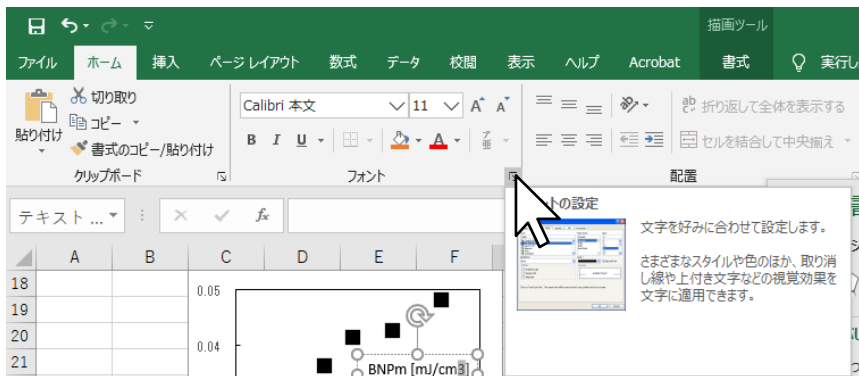 描画ツール
ファイル ホーム 挿入 ページ レイアウト 数式 データ 校閲 表示 ヘルプ Acrobat 書式 実行し
切り取り
コピー
書式のコピー/貼り付け
貼り付け
クリップボード
Calibri 本文 11 A A
B I U A
フォント
ab 折り返して全体を表示する
セルを結合して中央揃え
配置
テキスト ... fx
トの設定
文字を好みに合わせて設定します。
さまざまなスタイルや色のほか、取り消
し線や上付き文字などの視覚効果を
文字に適用できます。
A B C D E F
18
19
20
21
0.05
0.04
BNPm [mJ/cm3]